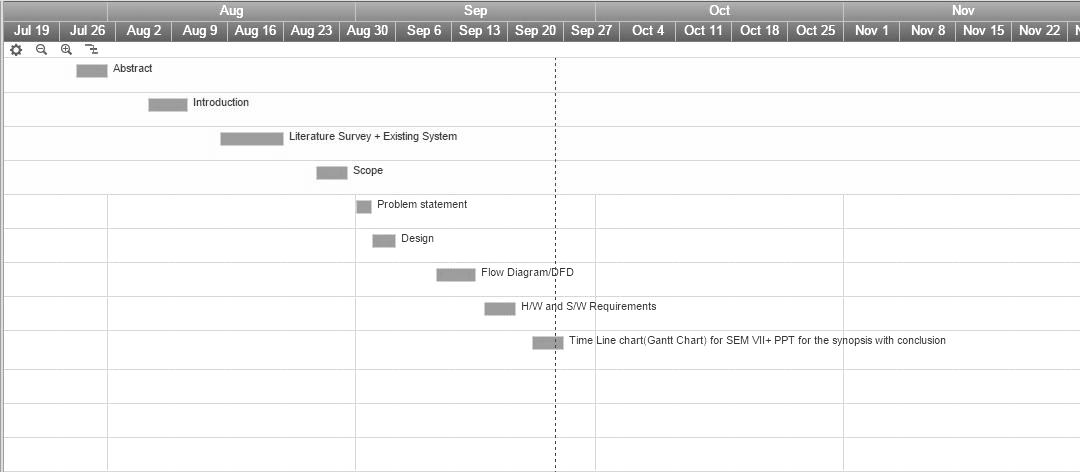 Aug Sep Oct Nov
Jul 19 Jul 26 Aug 2 Aug 9 Aug 16 Aug 23 Aug 30 Sep 6 Sep 13 Sep 20 Sep 27 Oct 4 Oct 11 Oct 18 Oct 25 Nov 1 Nov 8 Nov 15 Nov 22 N
Abstract
Introduction
Literature Survey + Existing System
Scope
Problem statement
Design
Flow Diagram/DFD
H/W and S/W Requirements
Time Line chart(Gantt Chart) for SEM VII+ PPT for the synopsis with conclusion